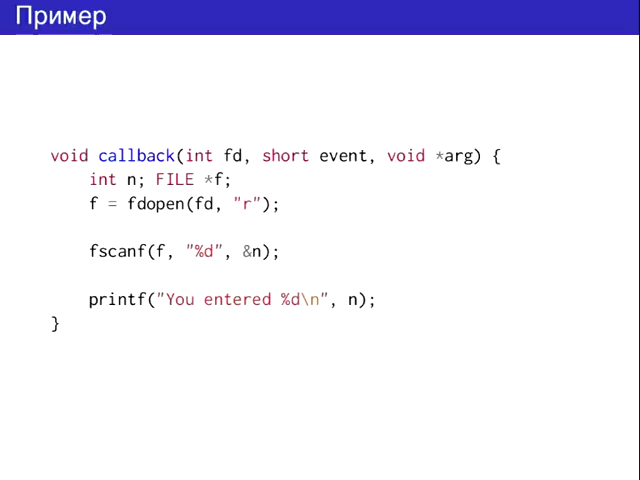 Пример
void callback(int fd, short event, void *arg) {
    int n; FILE *f;
    f = fdopen(fd, "r");
    fscanf(f, "%d", &n);
    printf("You entered %d\n", n);
}